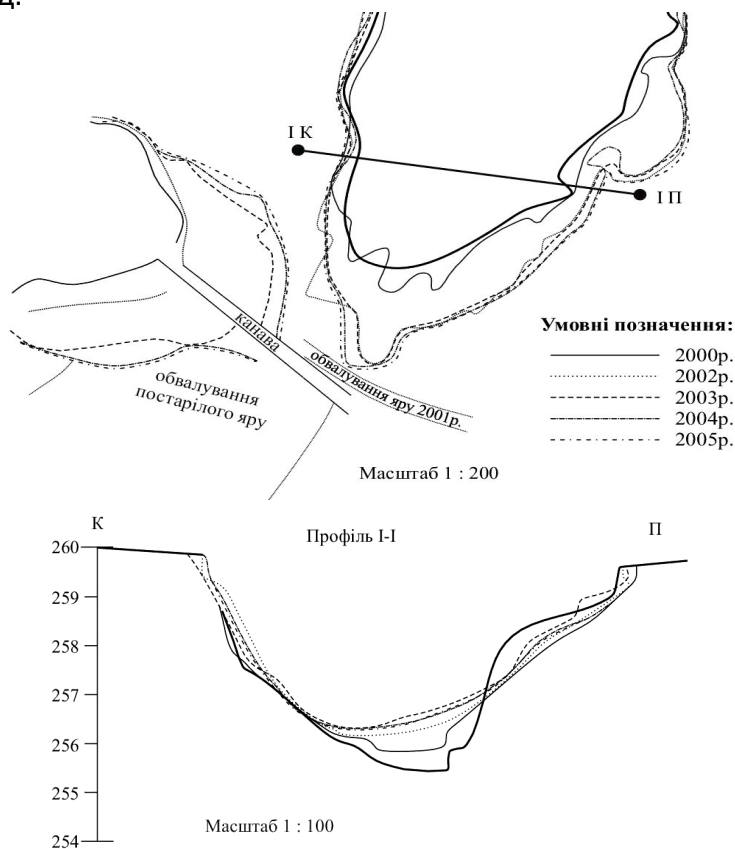 д.
І К
І П
канава
обвалування яру 2001р.
обвалування
постарілого яру
Умовні позначення:
2000р.
2002р.
2003р.
2004р.
2005р.
Масштаб 1 : 200
К
Профіль І-І
П
260
259
258
257
256
255
254
Масштаб 1 : 100